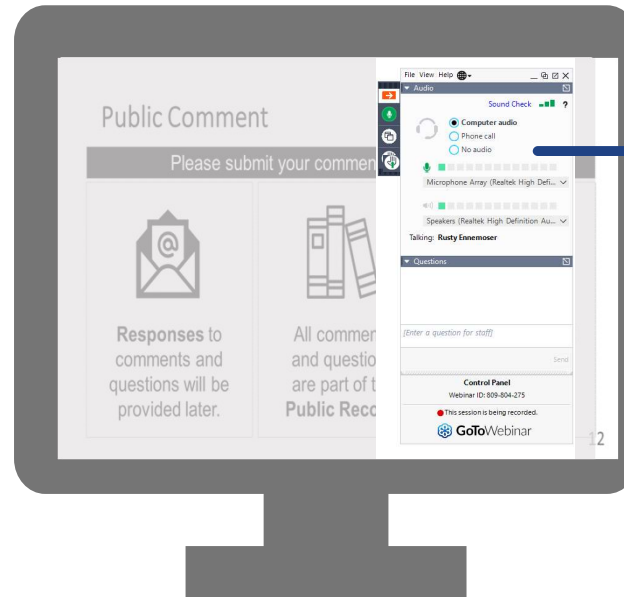 Public Comment
Please submit your commen
Responses to
comments and
questions will be
provided later.
All commen
and questio
are part of t
Public Reco
12
File View Help
Audio
Sound Check ?
Computer audio
Phone call
No audio
Microphone Array (Realtek High Defi...
Speakers (Realtek High Definition Au...
Talking: Rusty Ennemoser
Questions
[Enter a question for staff]
Send
Control Panel
Webinar ID: 809-804-275
This session is being recorded.
GoToWebinar